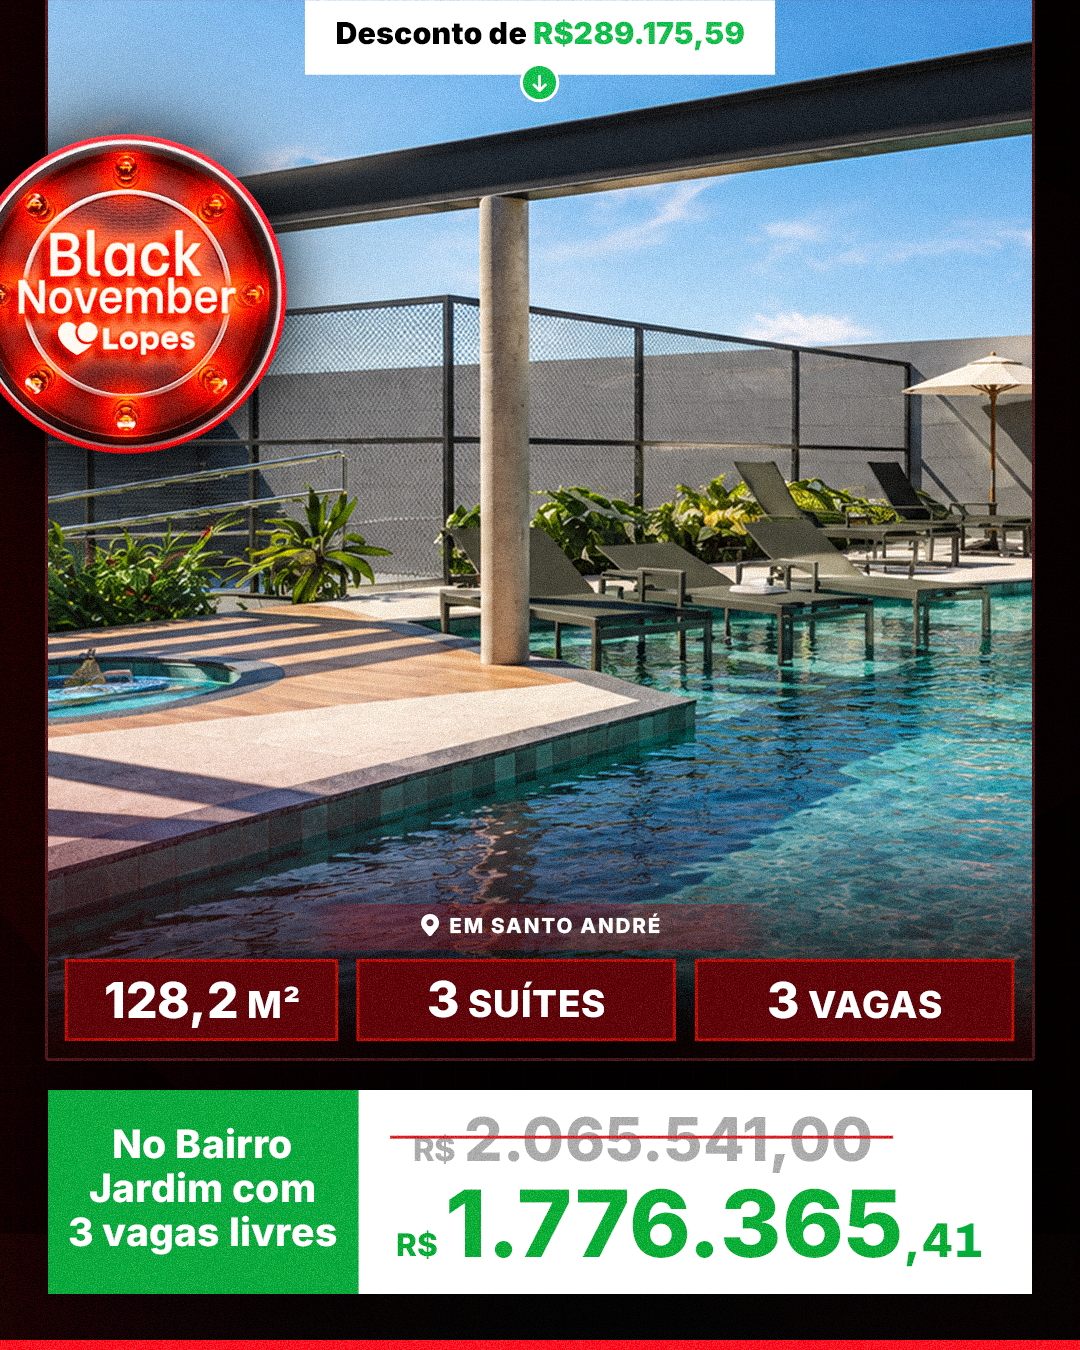 Desconto de R$289.175,59
Black
November
Lopes
EM SANTO ANDRÉ
128,2 M²
3 SUÍTES
3 VAGAS
No Bairro
Jardim com
3 vagas livres
R$ 2.065.541,00
R$ 1.776.365,41